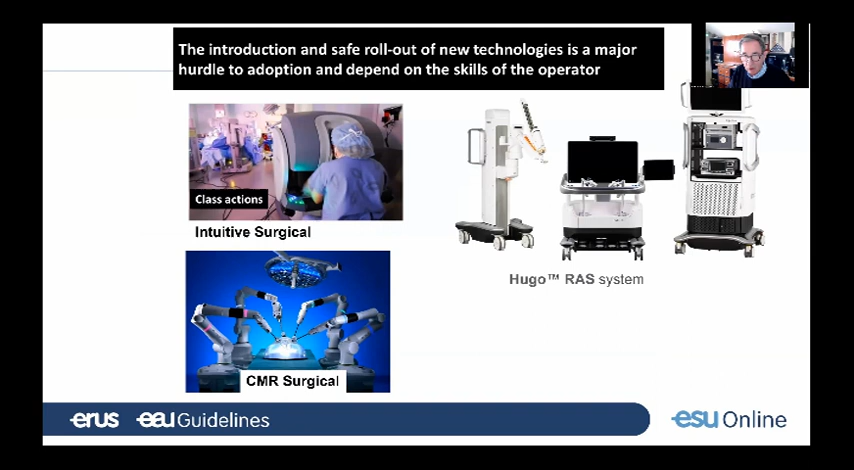 The introduction and safe roll-out of new technologies is a major
hurdle to adoption and depend on the skills of the operator
Class actions
Intuitive Surgical
Hugo™ RAS system
CMR Surgical
erus eau Guidelines
esu Online